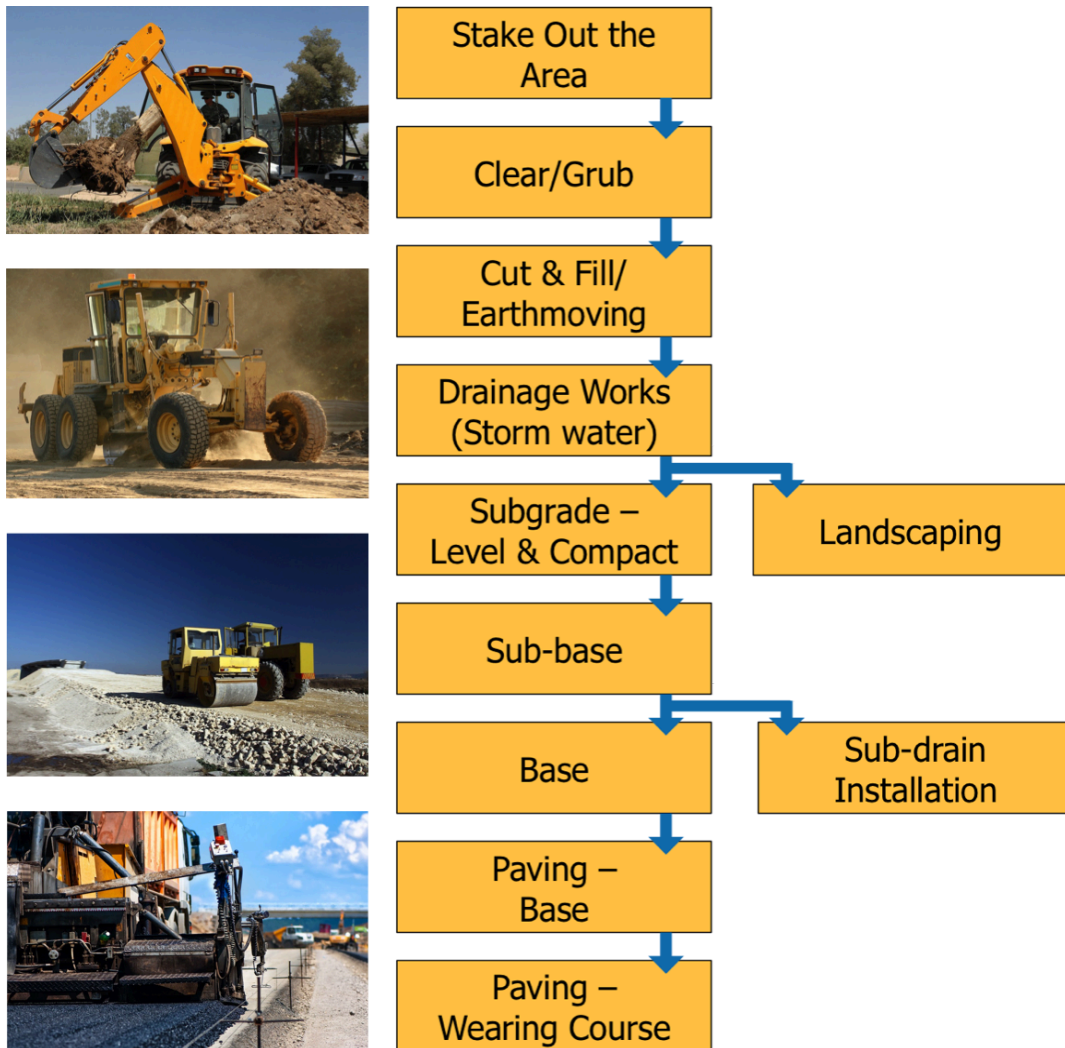 Stake Out the
Area
Clear/Grub
Cut & Fill/
Earthmoving
Drainage Works
(Storm water)
Subgrade –
Level & Compact
Landscaping
Sub-base
Base
Sub-drain
Installation
Paving –
Base
Paving –
Wearing Course